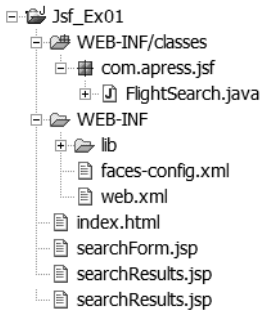 Jsf_Ex01
WEB-INF/classes
com.apress.jsf
FlightSearch.java
WEB-INF
lib
faces-config.xml
web.xml
index.html
searchForm.jsp
searchResults.jsp
searchResults.jsp